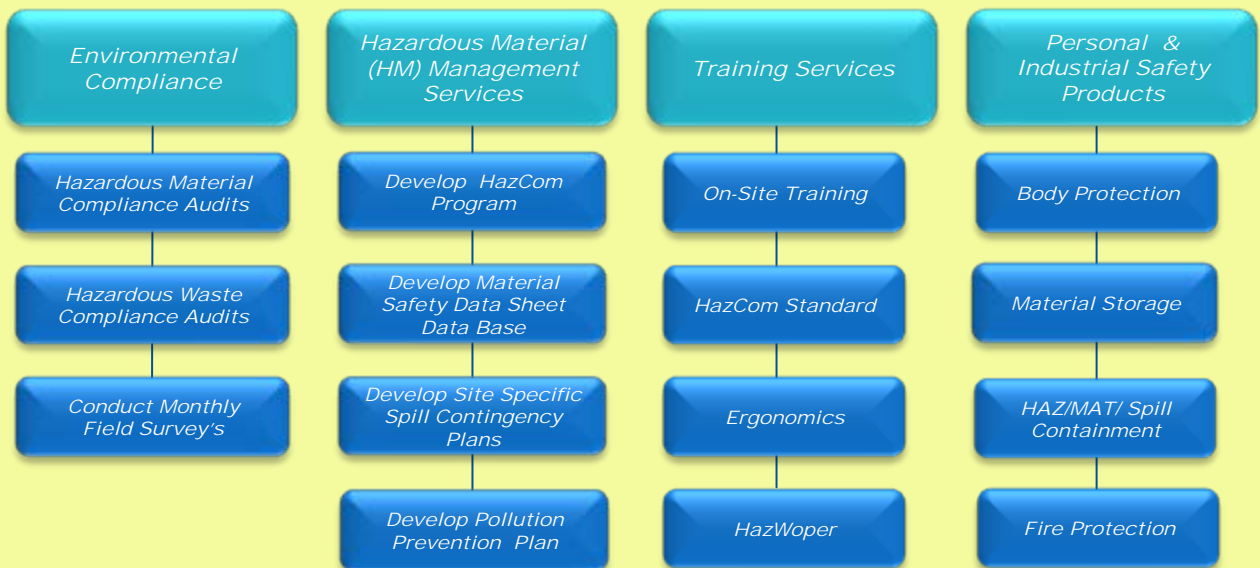 Environmental
Compliance
Hazardous Material
Compliance Audits
Hazardous Waste
Compliance Audits
Conduct Monthly
Field Survey's
Hazardous Material
(HM) Management
Services
Develop HazCom
Program
Develop Material
Safety Data Sheet
Data Base
Develop Site Specific
Spill Contingency
Plans
Develop Pollution
Prevention Plan
Training Services
On-Site Training
HazCom Standard
Ergonomics
HazWoper
Personal &
Industrial Safety
Products
Body Protection
Material Storage
HAZ/MAT/ Spill
Containment
Fire Protection